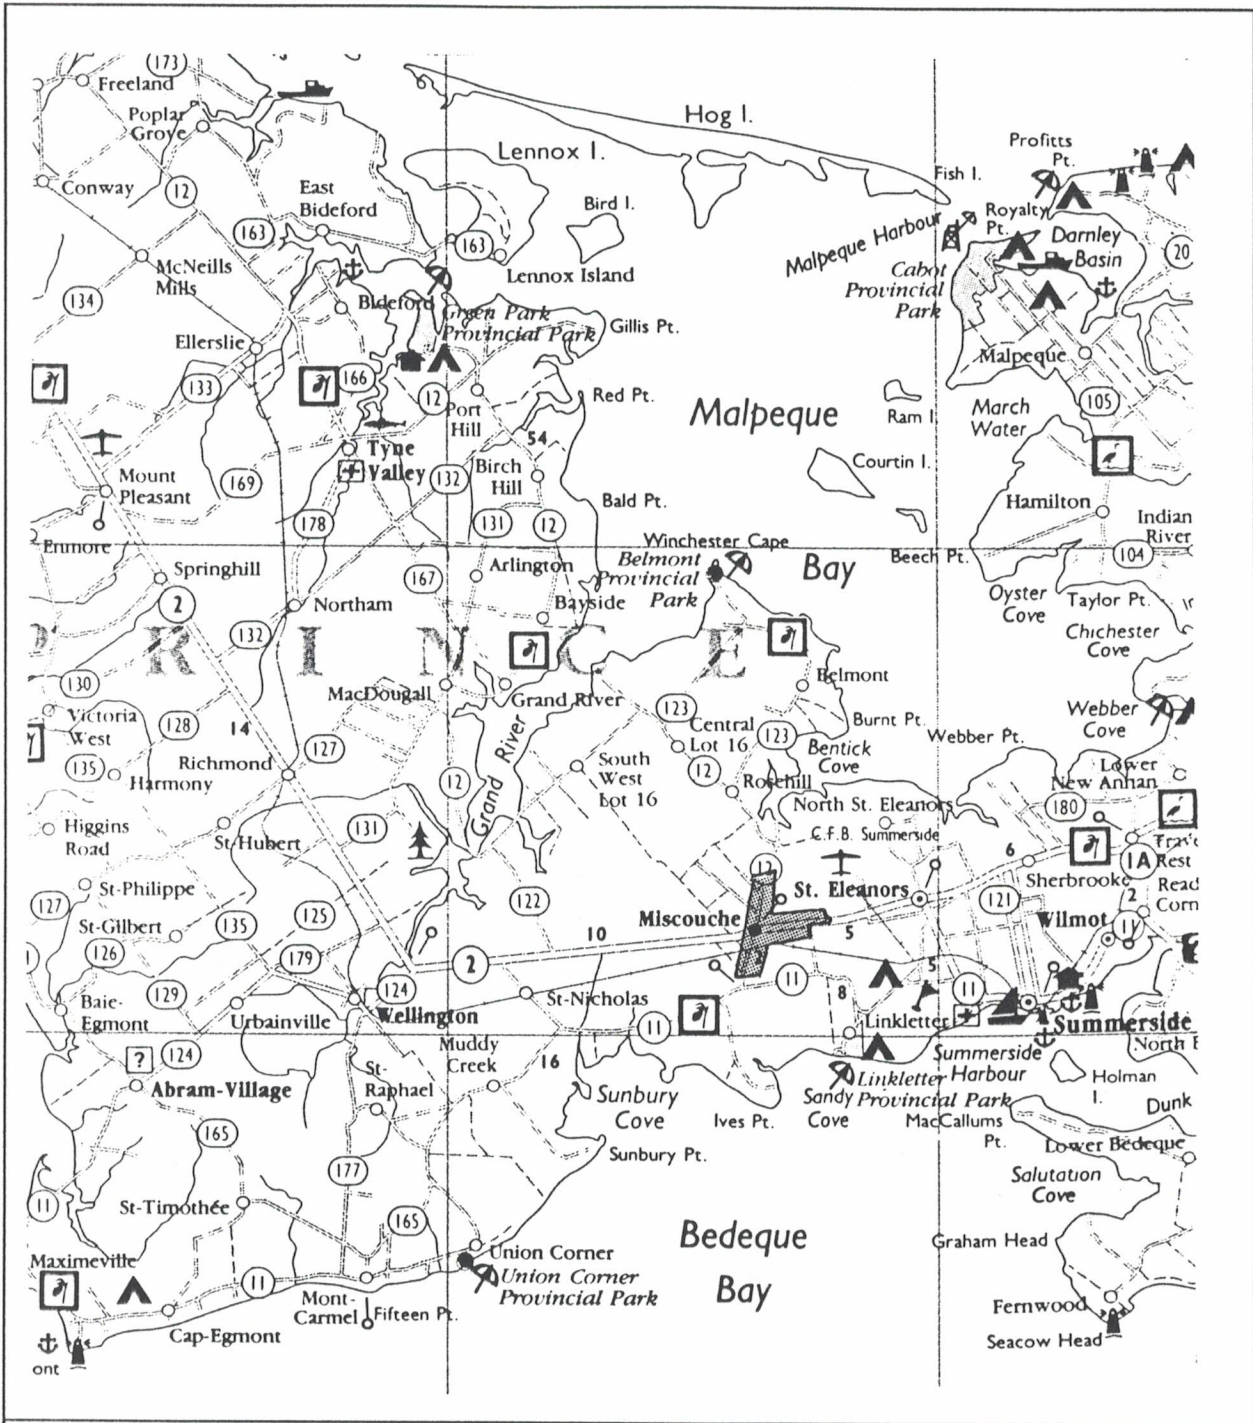 173
Freeland
Poplar
Grove
Hog I.
Lennox I.
Profitts
Pt.
Conway
12
East
Bideford
Fish I.
Bird I.
163
163
Royalty
Pt.
Malpeque Harbour
Darnley
Basin
20
McNeills
Mills
Lennox Island
Cabot
Provincial
Park
134
Bideford
Green Park
Provincial Park
Gillis Pt.
Ellerslie
Malpeque
133
166
12
Port
Hill
Red Pt.
Ram I.
March
Water
105
Malpeque
54
Tyne
Valley
132
Birch
Hill
Courtin I.
Mount
Pleasant
169
Bald Pt.
Hamilton
178
131
12
Indian
River
Enmore
Winchester Cape
Beech Pt.
104
Springhill
167
Arlington
Belmont
Provincial
Park
Bay
Oyster
Cove
Taylor Pt.
2
Northam
Bayside
Chichester
Cove
132
P R I N C E
130
MacDougall
Grand River
Belmont
Victoria
West
128
14
123
Central
Lot 16
Burnt Pt.
Webber
Cove
127
123
Bentick
Cove
Webber Pt.
135
Harmony
Richmond
12
Grand River
South
West
Lot 16
12
Rosehill
Lower
New Annan
North St. Eleanors
180
Higgins
Road
St-Hubert
131
C.F.B. Summerside
6
1A
Rest
St-Philippe
12
St. Eleanors
Sherbrooke
Read
Corn
127
St-Gilbert
135
125
122
Miscouche
121
Wilmot
2
1A
126
179
10
5
2
11
5
11
129
124
8
Baie-
Egmont
Urbainville
Wellington
St-Nicholas
11
Linkletter
Summerside
?
124
Muddy
Creek
16
Summerside
Harbour
North B
Abram-Village
St-
Raphael
Sunbury
Cove
Ives Pt.
Sandy
Cove
Linkletter
Provincial Park
Holman
I.
MacCallums
Pt.
Dunk
165
Sunbury Pt.
Lower Bedeque
177
Salutation
Cove
11
St-Timothée
165
Bedeque
Bay
Graham Head
Maximeville
Union Corner
Union Corner
Provincial Park
11
Mont-
Carmel
Fifteen Pt.
Fernwood
Cap-Egmont
Seacow Head
ont